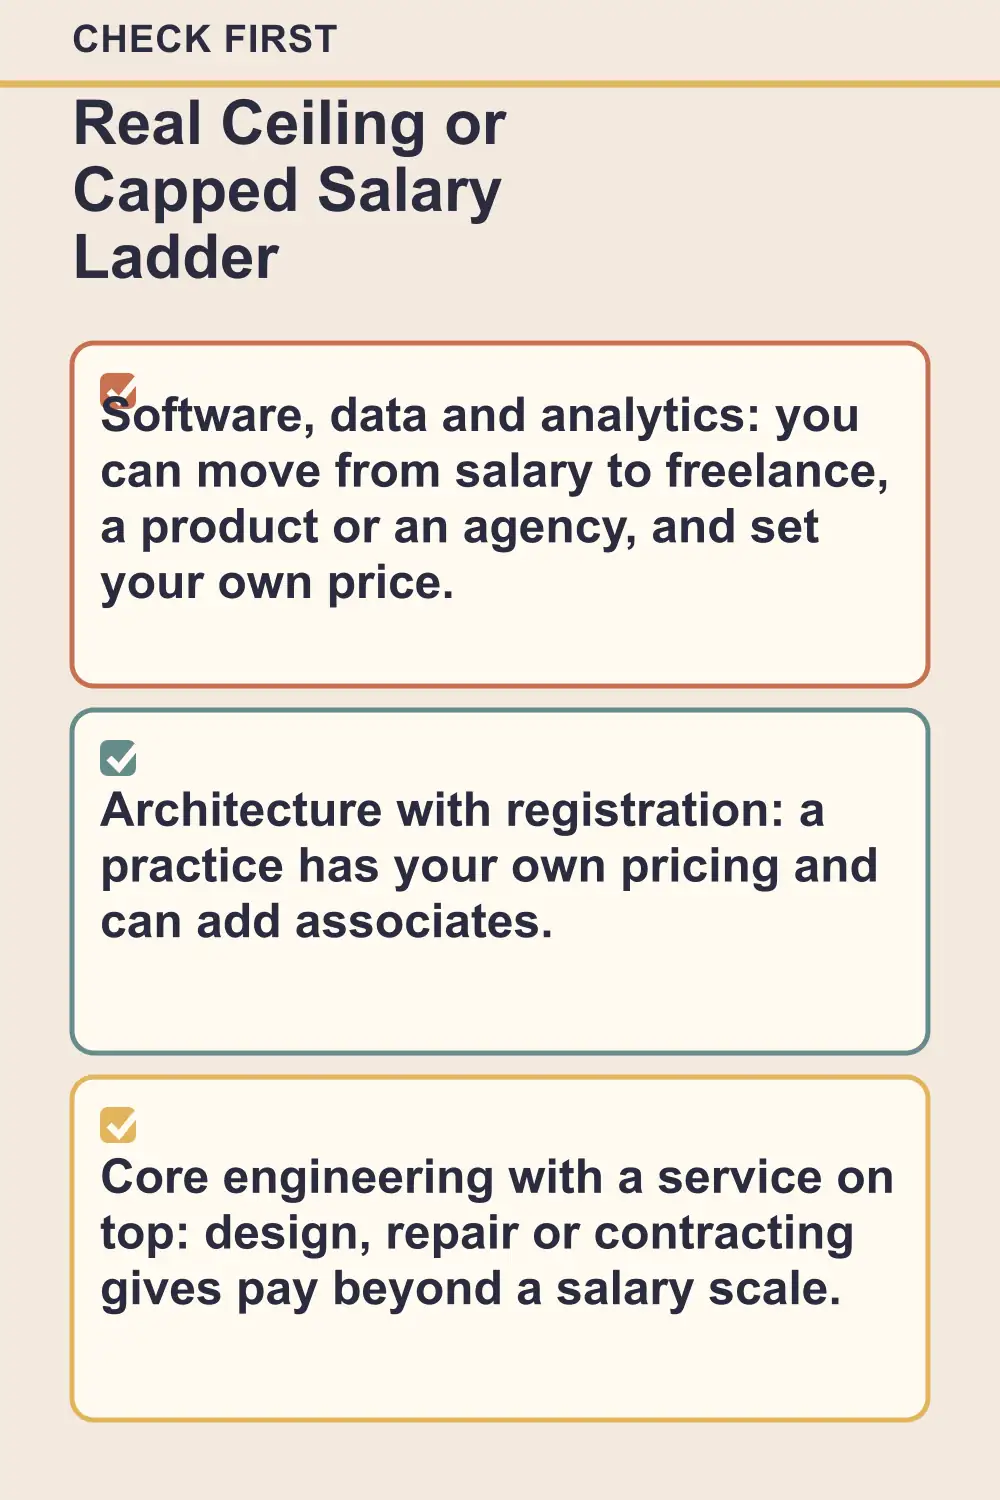 CHECK FIRST
Real Ceiling or
Capped Salary
Ladder
Software, data and analytics: you
can move from salary to freelance,
a product or an agency, and set
your own price.
Architecture with registration: a
practice has your own pricing and
can add associates.
Core engineering with a service on
top: design, repair or contracting
gives pay beyond a salary scale.